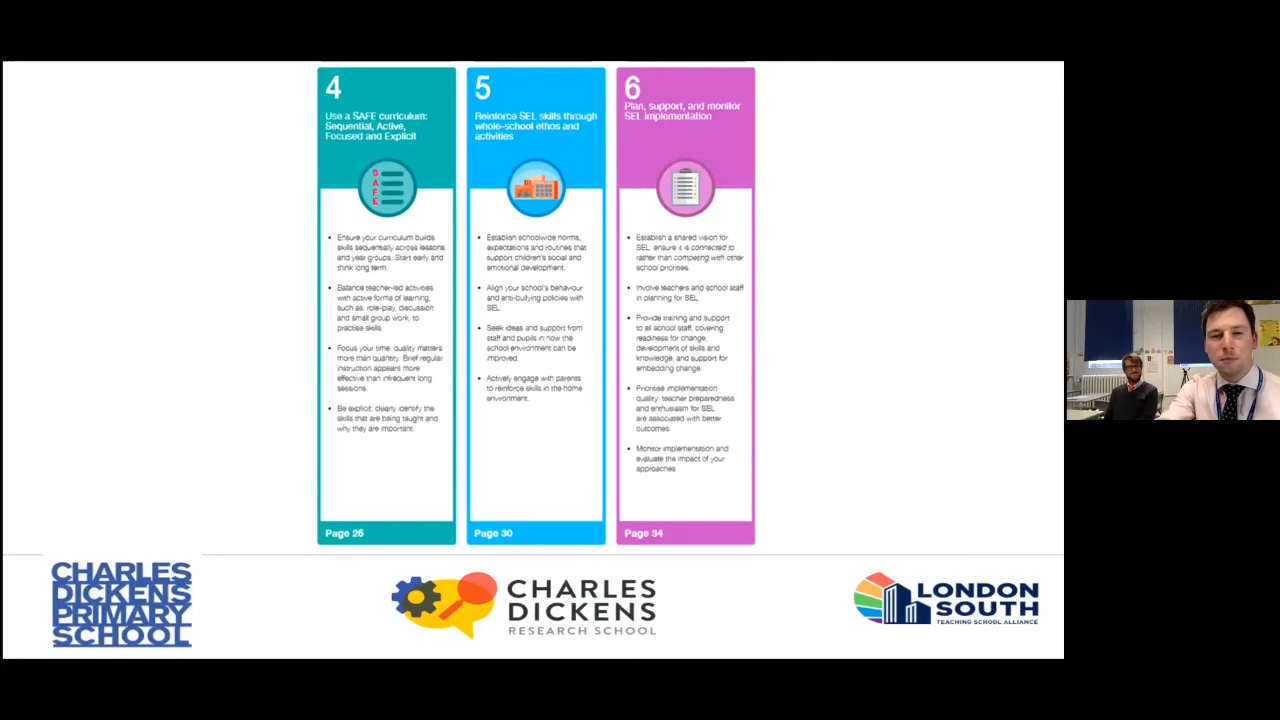 4
Use a SAFE curriculum:
Sequential, Active,
Focused and Explicit
S
A
F
E
• Ensure your curriculum builds
skills sequentially across lessons
and year groups. Start early and
think long term.
• Balance teacher-led activities
with active forms of learning,
such as: role-play, discussion
and small group work, to
practise skills.
• Focus your time: quality matters
more than quantity. Brief regular
instruction appears more
effective than infrequent long
sessions.
• Be explicit: clearly identify the
skills that are being taught and
why they are important.
Page 26
5
Reinforce SEL skills through
whole-school ethos and
activities
• Establish schoolwide norms,
expectations and routines that
support children's social and
emotional development.
• Align your school's behaviour
and anti-bullying policies with
SEL.
• Seek ideas and support from
staff and pupils in how the
school environment can be
improved.
• Actively engage with parents
to reinforce skills in the home
environment.
Page 30
6
Plan, support, and monitor
SEL implementation
• Establish a shared vision for
SEL: ensure it is connected to
rather than competing with other
school priorities.
• Involve teachers and school staff
in planning for SEL.
• Provide training and support
to all school staff, covering:
readiness for change;
development of skills and
knowledge; and support for
embedding change.
• Prioritise implementation
quality: teacher preparedness
and enthusiasm for SEL
are associated with better
outcomes.
• Monitor implementation and
evaluate the impact of your
approaches.
Page 34
CHARLES
DICKENS
PRIMARY
SCHOOL
CHARLES
DICKENS
RESEARCH SCHOOL
LONDON
SOUTH
TEACHING SCHOOL ALLIANCE